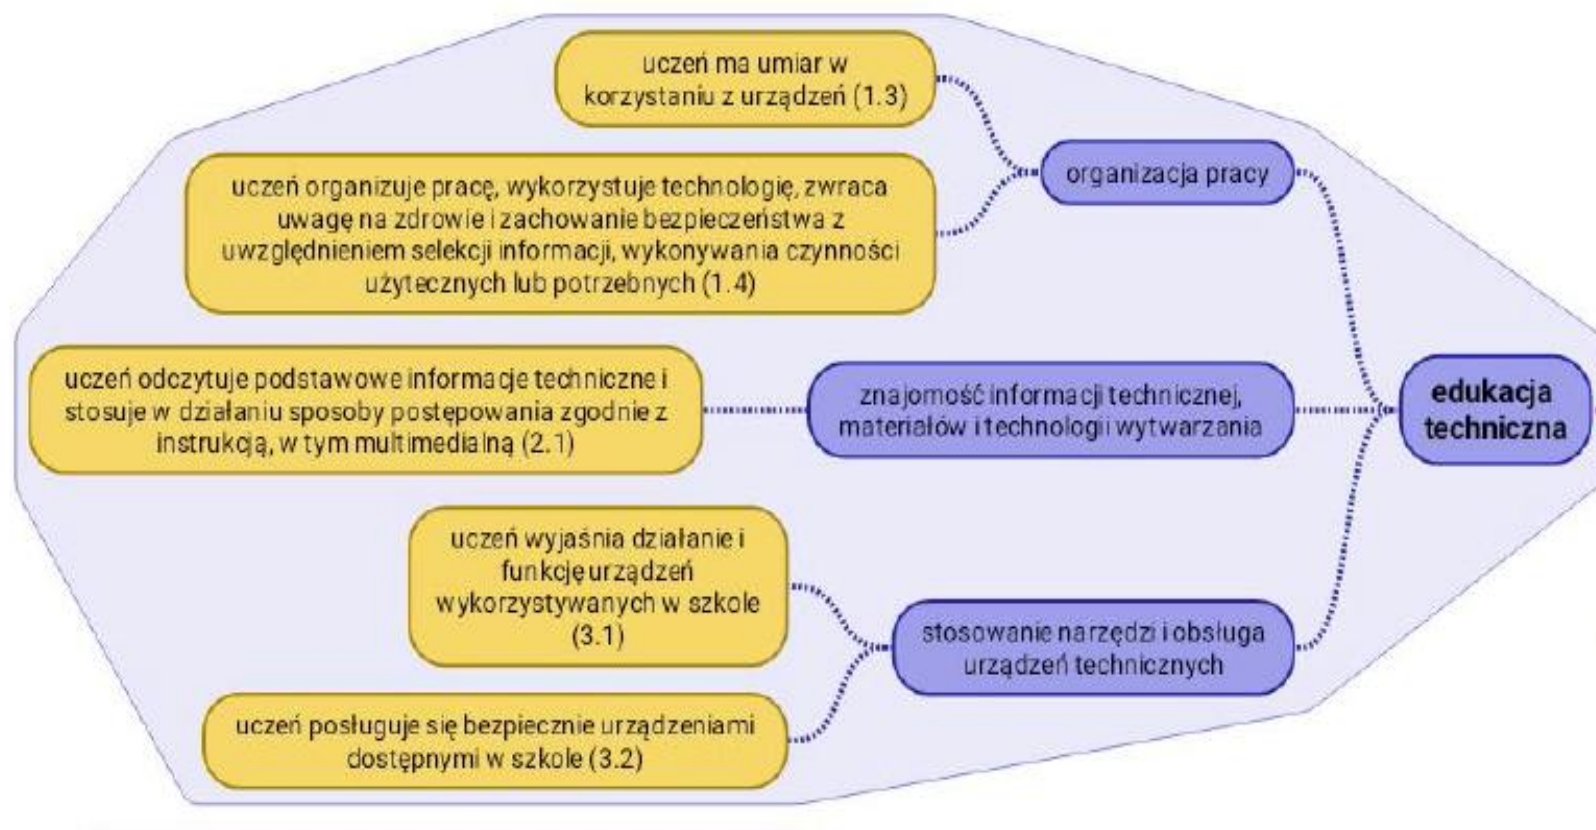 uczeń ma umiar w
korzystaniu z urządzeń (1.3)
organizacja pracy
uczeń organizuje pracę, wykorzystuje technologię, zwraca
uwagę na zdrowie i zachowanie bezpieczeństwa z
uwzględnieniem selekcji informacji, wykonywania czynności
użytecznych lub potrzebnych (1.4)
uczeń odczytuje podstawowe informacje techniczne i
stosuje w działaniu sposoby postępowania zgodnie z
instrukcją, w tym multimedialną (2.1)
znajomość informacji technicznej,
materiałów i technologii wytwarzania
edukacja
techniczna
uczeń wyjaśnia działanie i
funkcję urządzeń
wykorzystywanych w szkole
(3.1)
stosowanie narzędzi i obsługa
urządzeń technicznych
uczeń posługuje się bezpiecznie urządzeniami
dostępnymi w szkole (3.2)